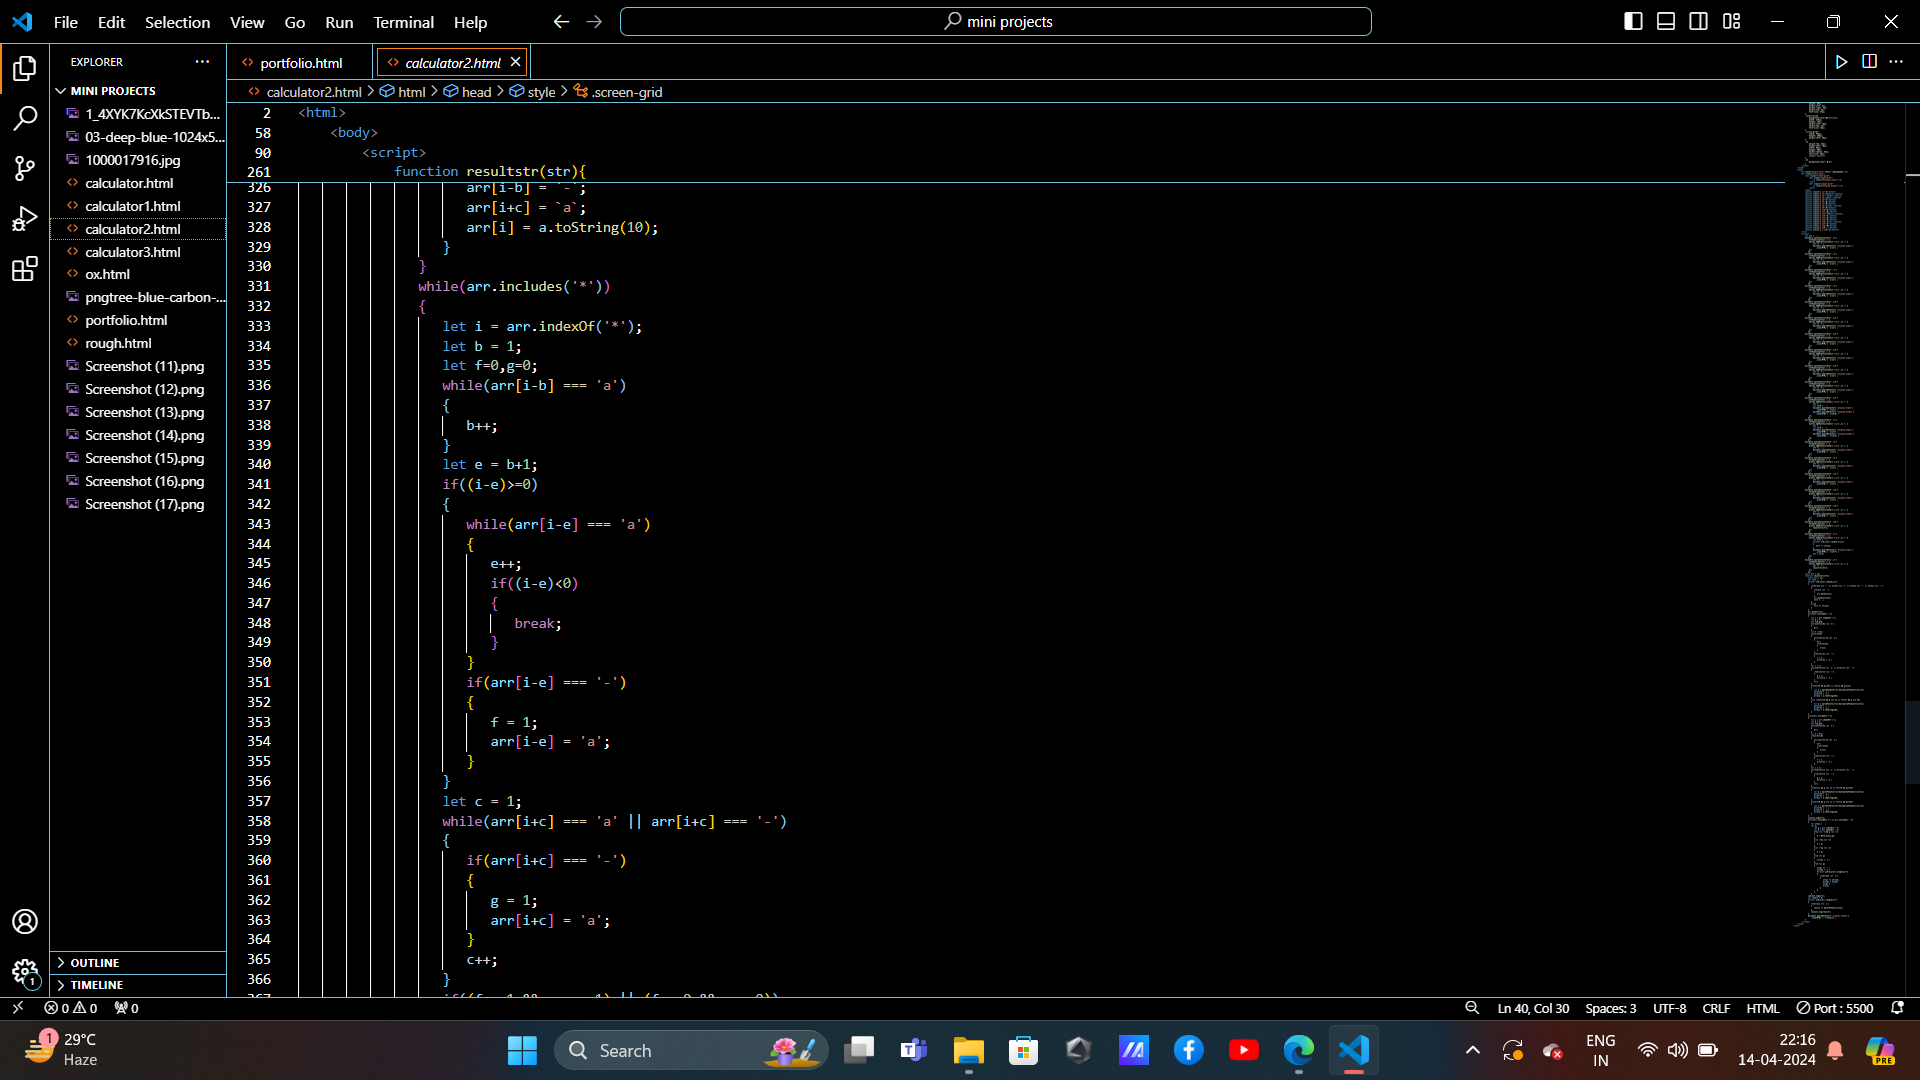 File Edit Selection View Go Run Terminal Help
mini projects
EXPLORER
MINI PROJECTS
1_4XYK7KcXkSTEVTb...
03-deep-blue-1024x5...
1000017916.jpg
calculator.html
calculator1.html
calculator2.html
calculator3.html
ox.html
pngtree-blue-carbon-...
portfolio.html
rough.html
Screenshot (11).png
Screenshot (12).png
Screenshot (13).png
Screenshot (14).png
Screenshot (15).png
Screenshot (16).png
Screenshot (17).png
OUTLINE
TIMELINE
portfolio.html calculator2.html
calculator2.html > html > head > style > .screen-grid
2 <html>
58 <body>
90 <script>
261 function resultstr(str){
326 arr[i-b] = `-`;
327 arr[i+c] = `a`;
328 arr[i] = a.toString(10);
329 }
330 }
331 while(arr.includes('*'))
332 {
333 let i = arr.indexOf('*');
334 let b = 1;
335 let f=0,g=0;
336 while(arr[i-b] === 'a')
337 {
338 b++;
339 }
340 let e = b+1;
341 if((i-e)>=0)
342 {
343 while(arr[i-e] === 'a')
344 {
345 e++;
346 if((i-e)<0)
347 {
348 break;
349 }
350 }
351 if(arr[i-e] === '-')
352 {
353 f = 1;
354 arr[i-e] = 'a';
355 }
356 }
357 let c = 1;
358 while(arr[i+c] === 'a' || arr[i+c] === '-')
359 {
360 if(arr[i+c] === '-')
361 {
362 g = 1;
363 arr[i+c] = 'a';
364 }
365 c++;
366 }
0 0 0
Ln 40, Col 30 Spaces: 3 UTF-8 CRLF HTML Port : 5500
1
29°C
Haze
Search
ENG
IN
22:16
14-04-2024
PRE